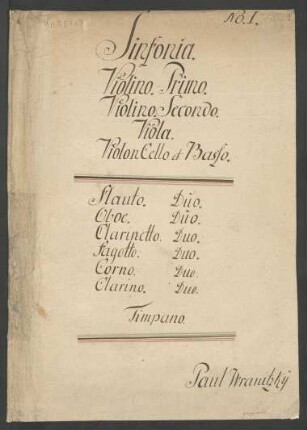 No. 1.
Sinfonia.
Violino. Primo.
Violino. Secondo.
Viola.
Violon Cello et Basso.
Flauto. Duo.
Oboe. Duo.
Clarinetto. Duo.
Fagotto. Duo.
Corno. Duo.
Clarino. Duo.
Timpano.
Paul Wranitzky